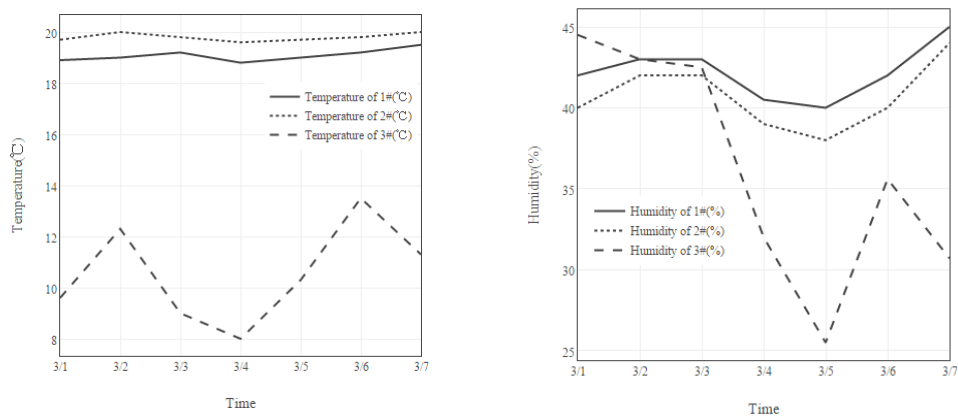 20
18
16
14
12
10
8
Temperature(℃)
Temperature of 1#(℃)
Temperature of 2#(℃)
Temperature of 3#(℃)
3/1 3/2 3/3 3/4 3/5 3/6 3/7
Time
45
40
35
30
25
Humidity(%)
Humidity of 1#(%)
Humidity of 2#(%)
Humidity of 3#(%)
3/1 3/2 3/3 3/4 3/5 3/6 3/7
Time